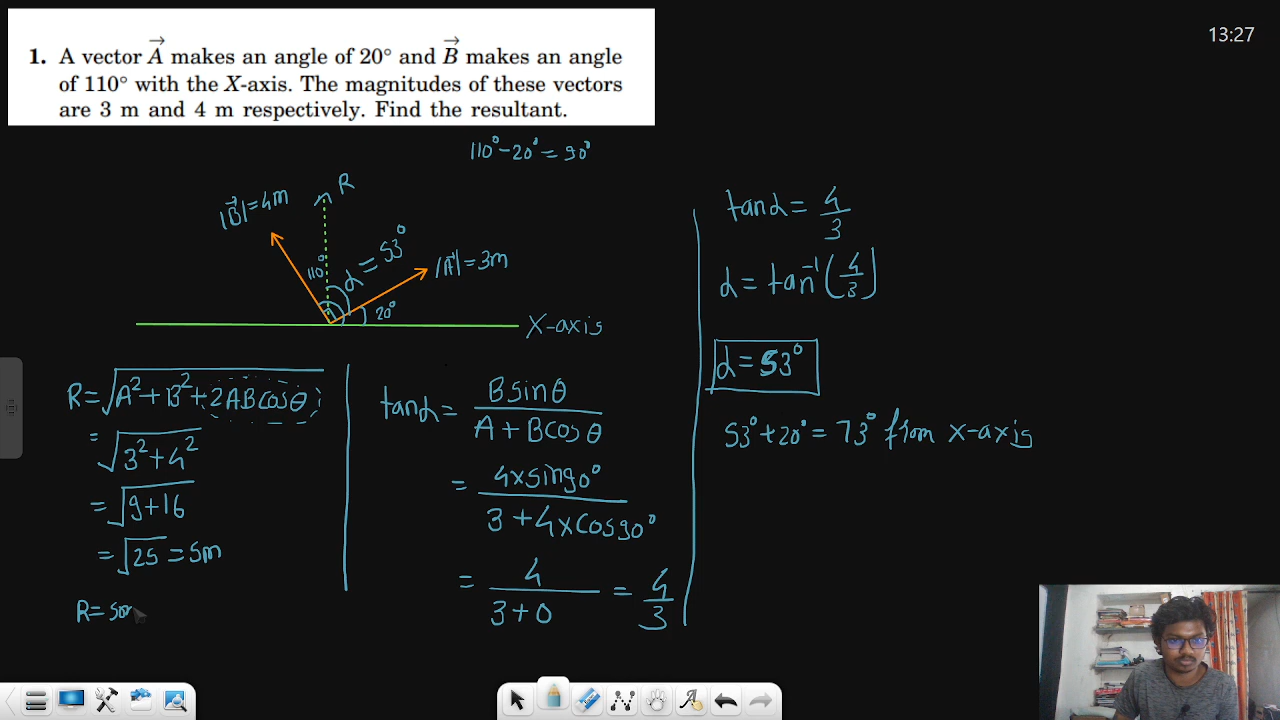 13:27
1. A vector A⃗ makes an angle of 20° and B⃗ makes an angle
of 110° with the X-axis. The magnitudes of these vectors
are 3 m and 4 m respectively. Find the resultant.
110° - 20° = 90°
R
|B⃗| = 4m
110°
α = 53°
|A⃗| = 3m
20°
X-axis
R = √A² + B² + 2ABcosθ
= √3² + 4²
= √9 + 16
= √25 = 5m
R =
tanα = Bsinθ / A + Bcosθ
= 4×sin90° / 3 + 4×cos90°
= 4 / 3 + 0 = 4/3
tanα = 4/3
α = tan⁻¹(4/3)
α = 53°
53° + 20° = 73° from x-axis